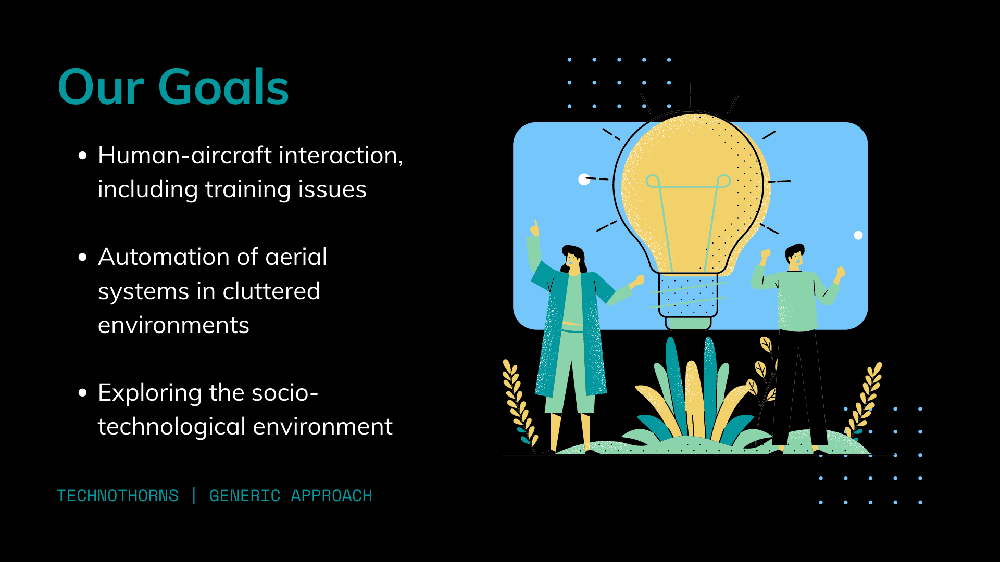 Our Goals
• Human-aircraft interaction,
including training issues
• Automation of aerial
systems in cluttered
environments
• Exploring the socio-
technological environment
TECHNOTHORNS | GENERIC APPROACH